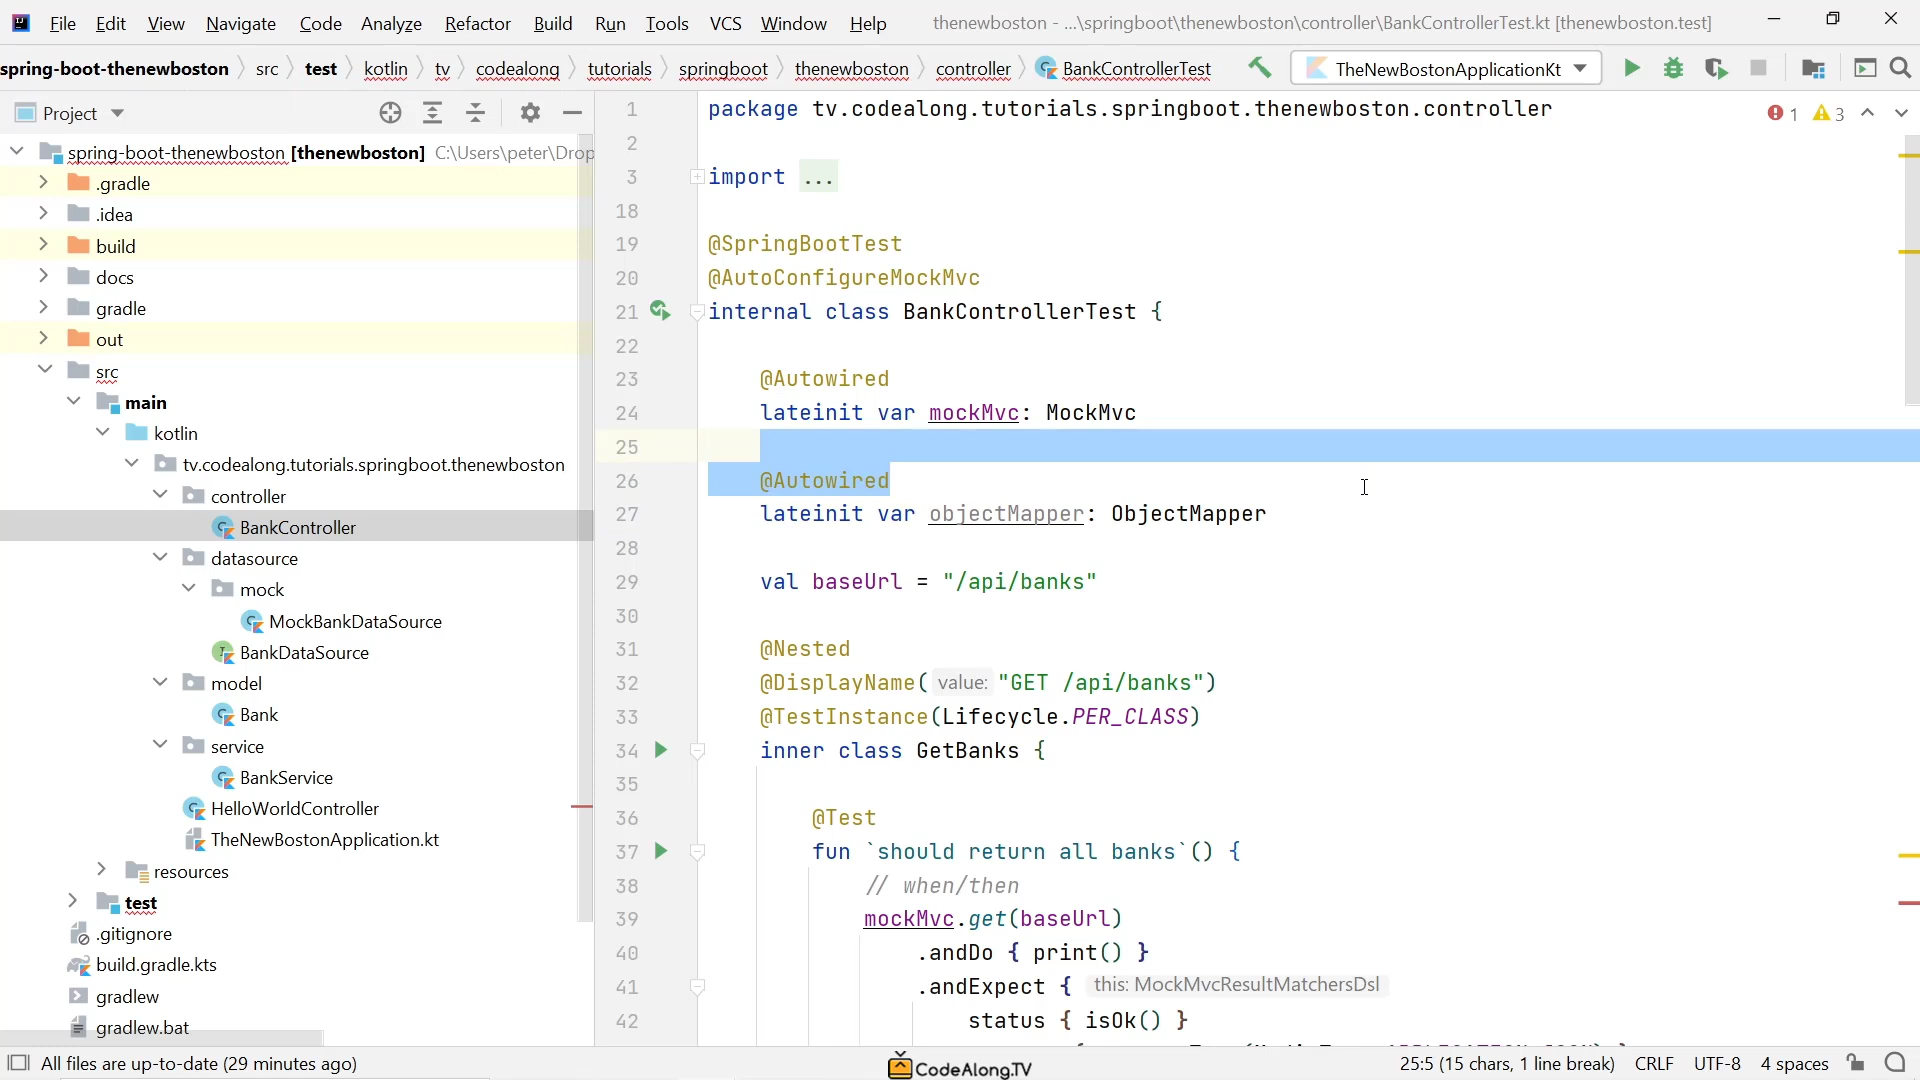 File Edit View Navigate Code Analyze Refactor Build Run Tools VCS Window Help thenewboston - ...\springboot\thenewboston\controller\BankControllerTest.kt [thenewboston.test]
spring-boot-thenewboston src test kotlin tv codealong tutorials springboot thenewboston controller BankControllerTest TheNewBostonApplicationKt
Project
spring-boot-thenewboston [thenewboston] C:\Users\peter\Drop
.gradle
.idea
build
docs
gradle
out
src
main
kotlin
tv.codealong.tutorials.springboot.thenewboston
controller
BankController
datasource
mock
MockBankDataSource
BankDataSource
model
Bank
service
BankService
HelloWorldController
TheNewBostonApplication.kt
resources
test
.gitignore
build.gradle.kts
gradlew
gradlew.bat
1 package tv.codealong.tutorials.springboot.thenewboston.controller 1 3
2
3 import ...
18
19 @SpringBootTest
20 @AutoConfigureMockMvc
21 internal class BankControllerTest {
22
23 @Autowired
24 lateinit var mockMvc: MockMvc
25
26 @Autowired
27 lateinit var objectMapper: ObjectMapper
28
29 val baseUrl = "/api/banks"
30
31 @Nested
32 @DisplayName( value: "GET /api/banks")
33 @TestInstance(Lifecycle.PER_CLASS)
34 inner class GetBanks {
35
36 @Test
37 fun `should return all banks`() {
38 // when/then
39 mockMvc.get(baseUrl)
40 .andDo { print() }
41 .andExpect { this: MockMvcResultMatchersDsl
42 status { isOk() }
All files are up-to-date (29 minutes ago) CodeAlong.TV 25:5 (15 chars, 1 line break) CRLF UTF-8 4 spaces